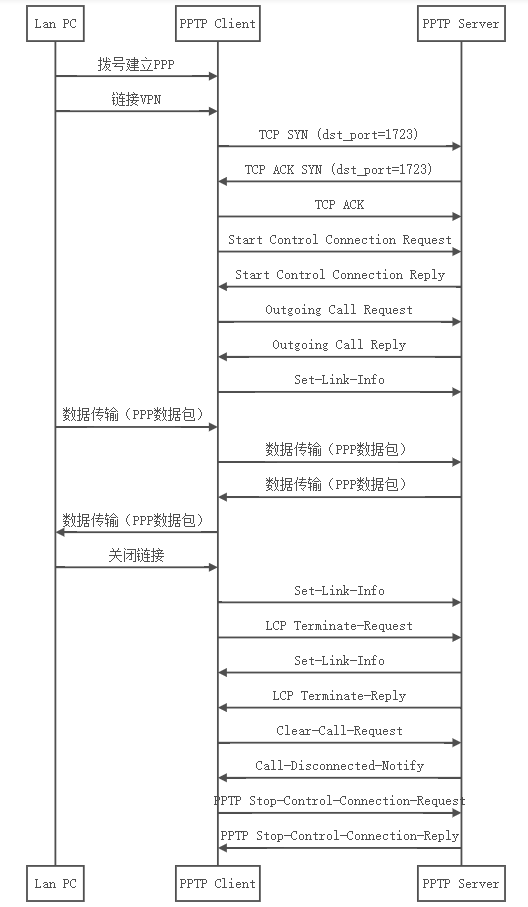 Lan PC PPTP Client PPTP Server
拨号建立PPP
链接VPN
TCP SYN (dst_port=1723)
TCP ACK SYN (dst_port=1723)
TCP ACK
Start Control Connection Request
Start Control Connection Reply
Outgoing Call Request
Outgoing Call Reply
Set-Link-Info
数据传输（PPP数据包）
数据传输（PPP数据包）
数据传输（PPP数据包）
数据传输（PPP数据包）
关闭链接
Set-Link-Info
LCP Terminate-Request
Set-Link-Info
LCP Terminate-Reply
Clear-Call-Request
Call-Disconnected-Notify
PPTP Stop-Control-Connection-Request
PPTP Stop-Control-Connection-Reply
Lan PC PPTP Client PPTP Server